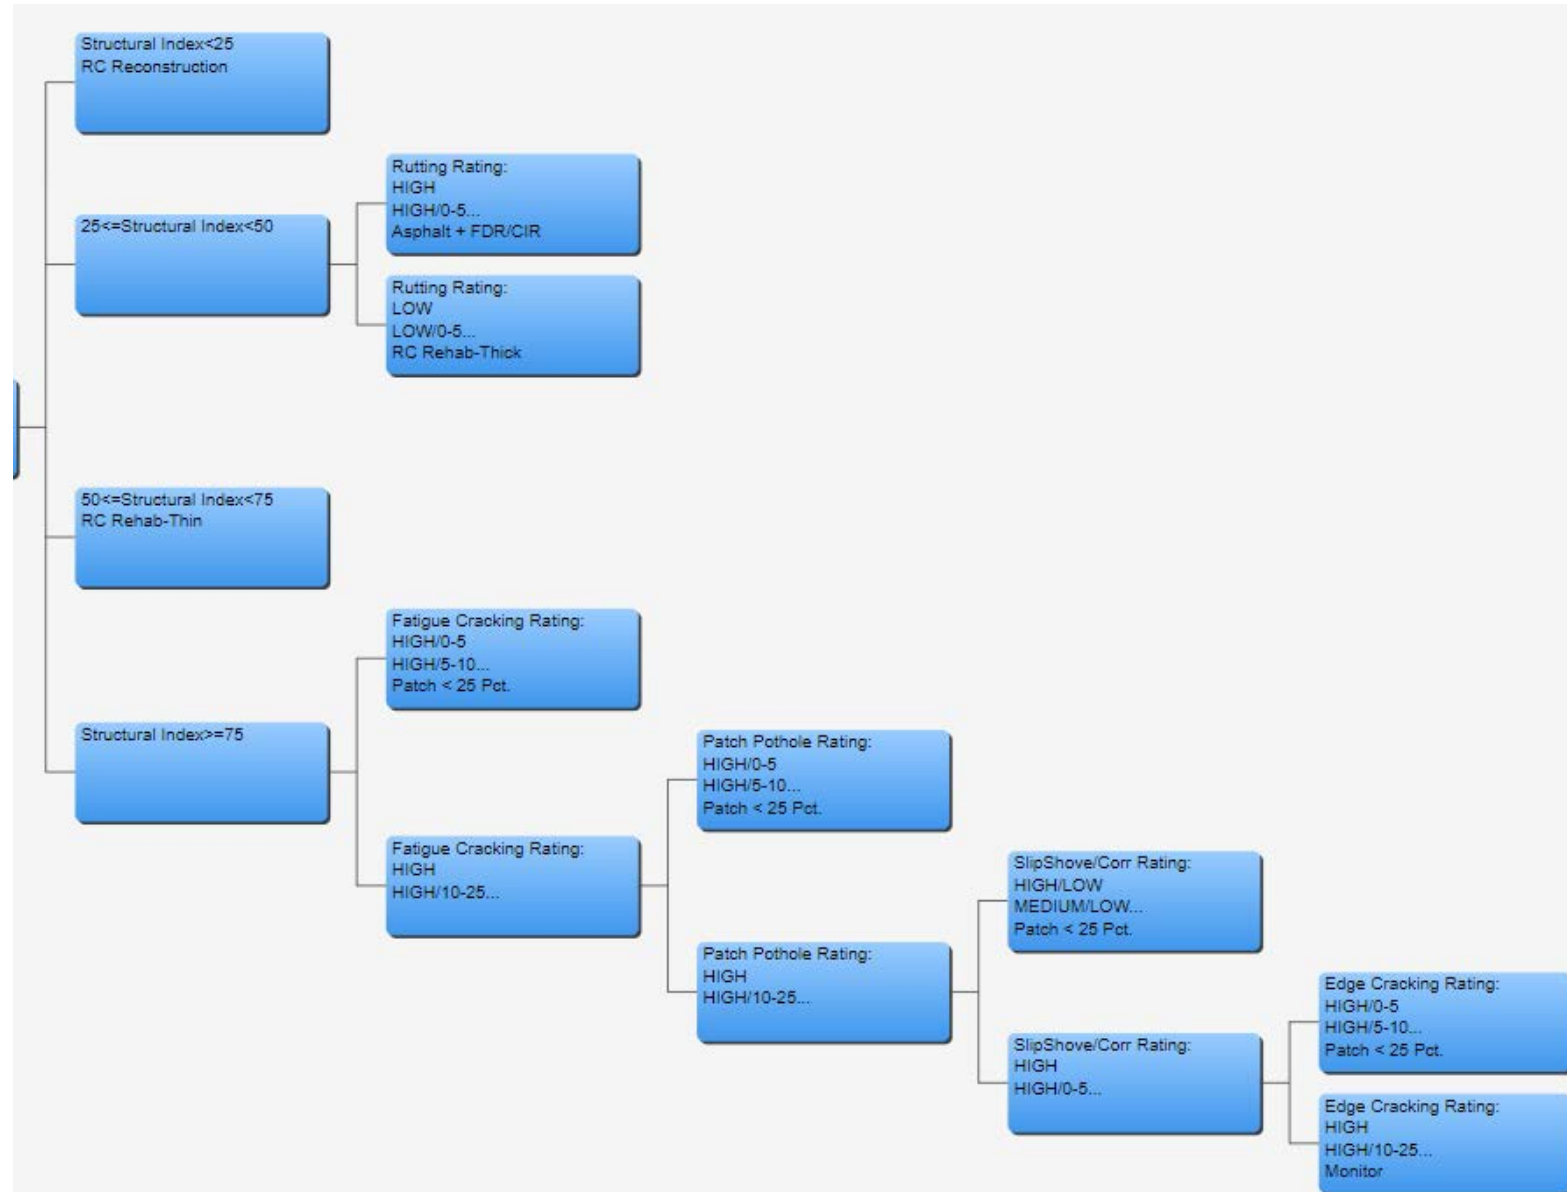 Structural Index<25
RC Reconstruction
25<=Structural Index<50
Rutting Rating:
HIGH
HIGH/0-5...
Asphalt + FDR/CIR
Rutting Rating:
LOW
LOW/0-5...
RC Rehab-Thick
50<=Structural Index<75
RC Rehab-Thin
Structural Index>=75
Fatigue Cracking Rating:
HIGH/0-5
HIGH/5-10...
Patch < 25 Pct.
Fatigue Cracking Rating:
HIGH
HIGH/10-25...
Patch Pothole Rating:
HIGH/0-5
HIGH/5-10...
Patch < 25 Pct.
Patch Pothole Rating:
HIGH
HIGH/10-25...
SlipShove/Corr Rating:
HIGH/LOW
MEDIUM/LOW...
Patch < 25 Pct.
SlipShove/Corr Rating:
HIGH
HIGH/0-5...
Edge Cracking Rating:
HIGH/0-5
HIGH/5-10...
Patch < 25 Pct.
Edge Cracking Rating:
HIGH
HIGH/10-25...
Monitor